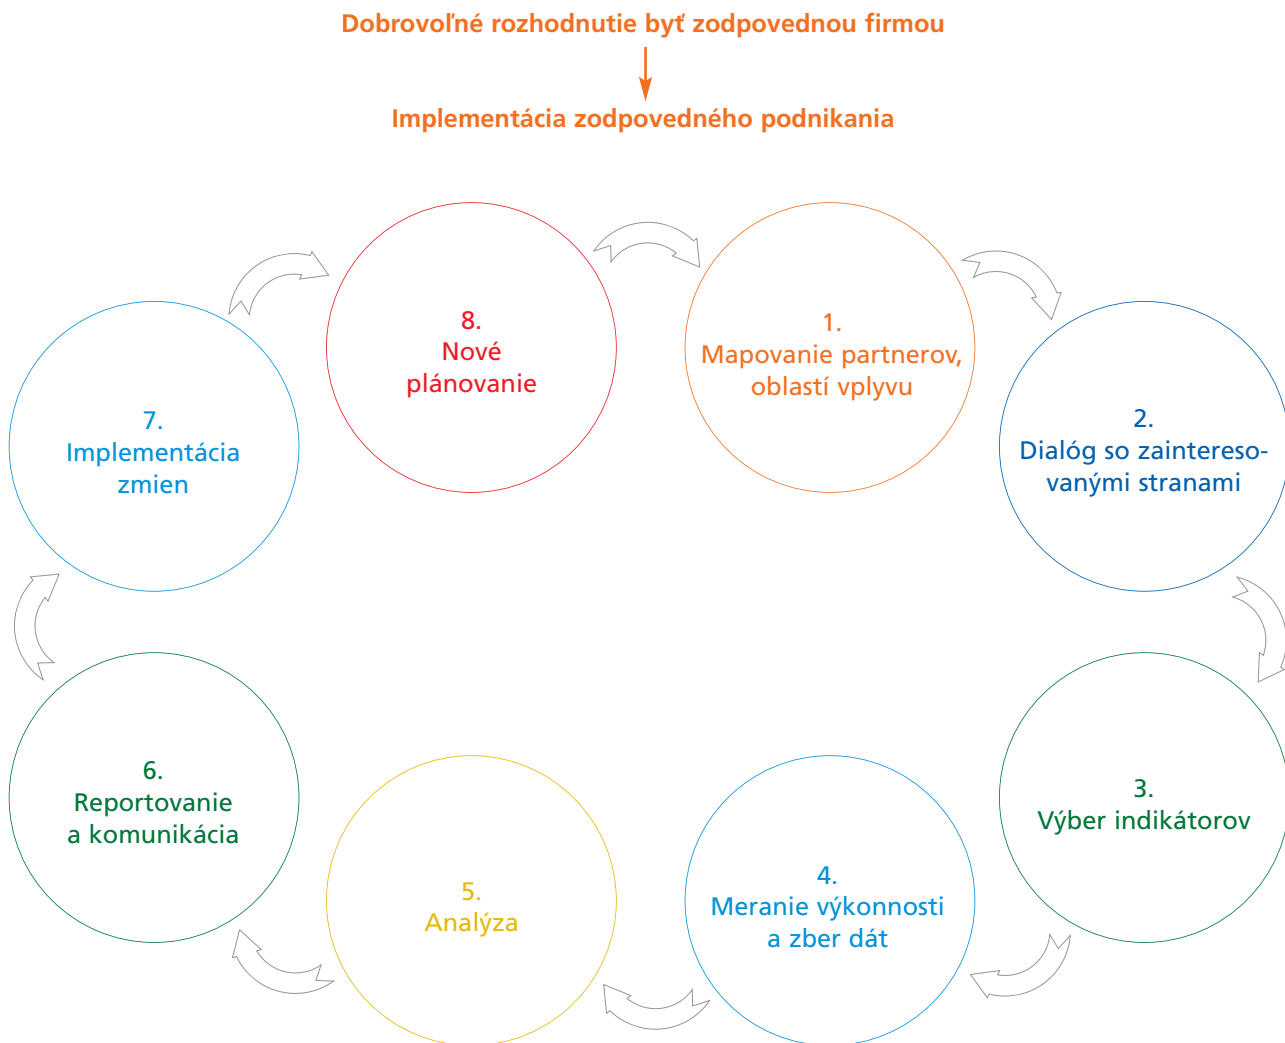 Dobrovoľné rozhodnutie byť zodpovednou firmou
Implementácia zodpovedného podnikania
1.
Mapovanie partnerov,
oblastí vplyvu
2.
Dialóg so zaintereso-
vanými stranami
3.
Výber indikátorov
4.
Meranie výkonnosti
a zber dát
5.
Analýza
6.
Reportovanie
a komunikácia
7.
Implementácia
zmien
8.
Nové
plánovanie